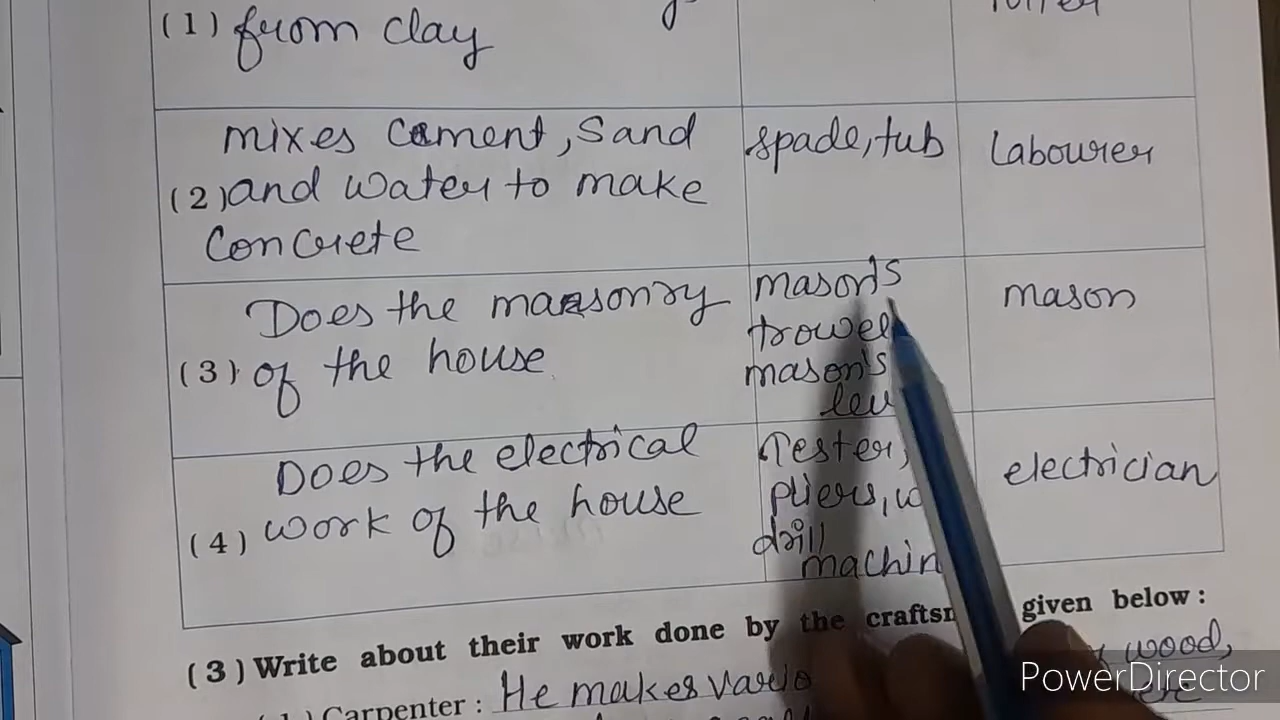 (1) from clay
mixes cement, Sand
(2) and water to make
concrete
spade, tub
Labourer
Does the masonry
(3) of the house
mason's
trowel
mason's
mason
Does the electrical
(4) work of the house
Tester,
pliers,
drill
machin
electrician
(3) Write about their work done by the given below:
Carpenter : He makes wood,
PowerDirector